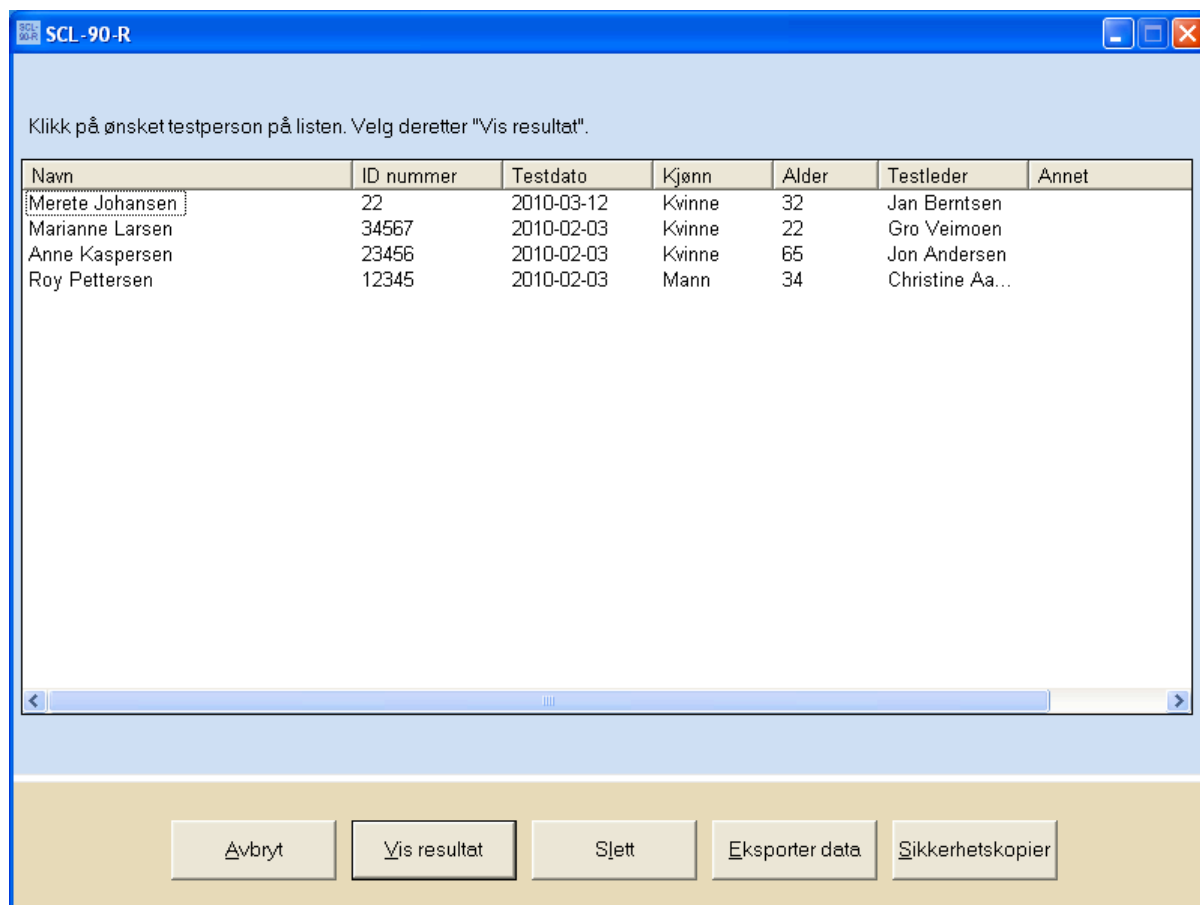 SCL-90-R SCL-90-R
Klikk på ønsket testperson på listen. Velg deretter "Vis resultat".
Navn ID nummer Testdato Kjønn Alder Testleder Annet
Merete Johansen 22 2010-03-12 Kvinne 32 Jan Berntsen
Marianne Larsen 34567 2010-02-03 Kvinne 22 Gro Veimoen
Anne Kaspersen 23456 2010-02-03 Kvinne 65 Jon Andersen
Roy Pettersen 12345 2010-02-03 Mann 34 Christine Aa...
Avbryt Vis resultat Slett Eksporter data Sikkerhetskopier